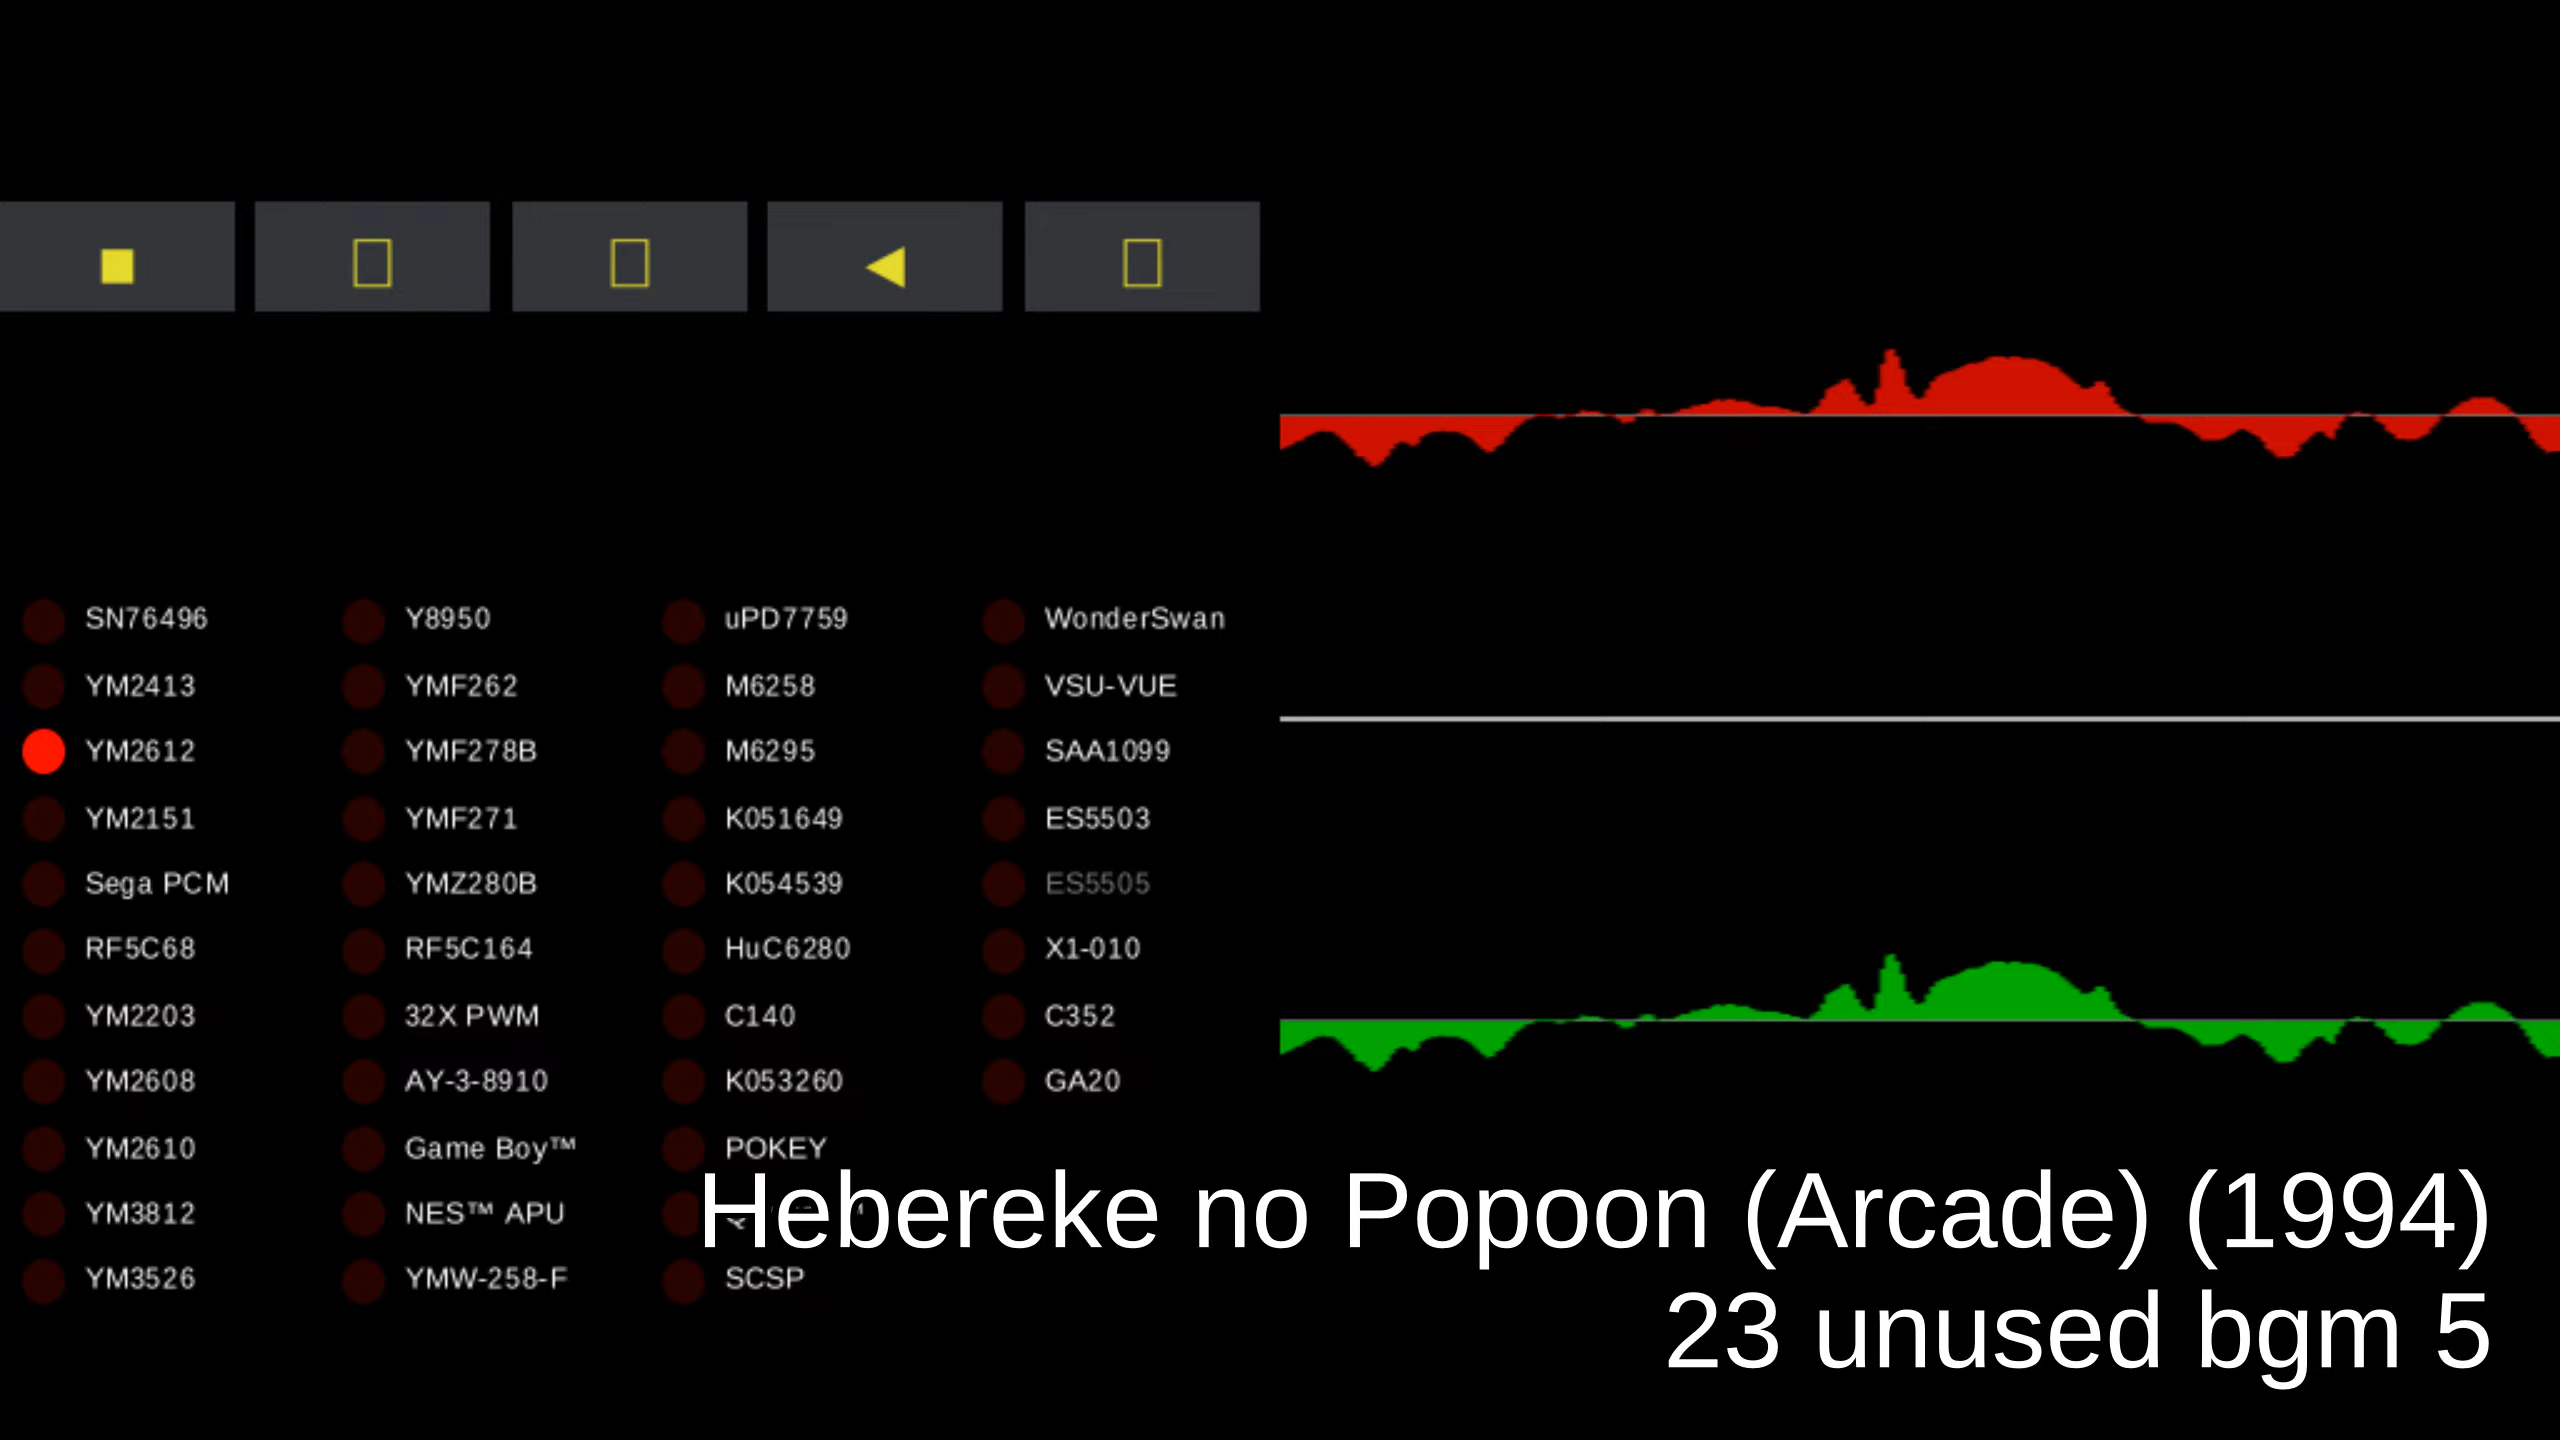 SN76496
YM2413
YM2612
YM2151
Sega PCM
RF5C68
YM2203
YM2608
YM2610
YM3812
YM3526
Y8950
YMF262
YMF278B
YMF271
YMZ280B
RF5C164
32X PWM
AY-3-8910
Game Boy™
NES™ APU
YMW-258-F
uPD7759
M6258
M6295
K051649
K054539
HuC6280
C140
K053260
POKEY
SCSP
WonderSwan
VSU-VUE
SAA1099
ES5503
ES5505
X1-010
C352
GA20
Hebereke no Popoon (Arcade) (1994)
23 unused bgm 5